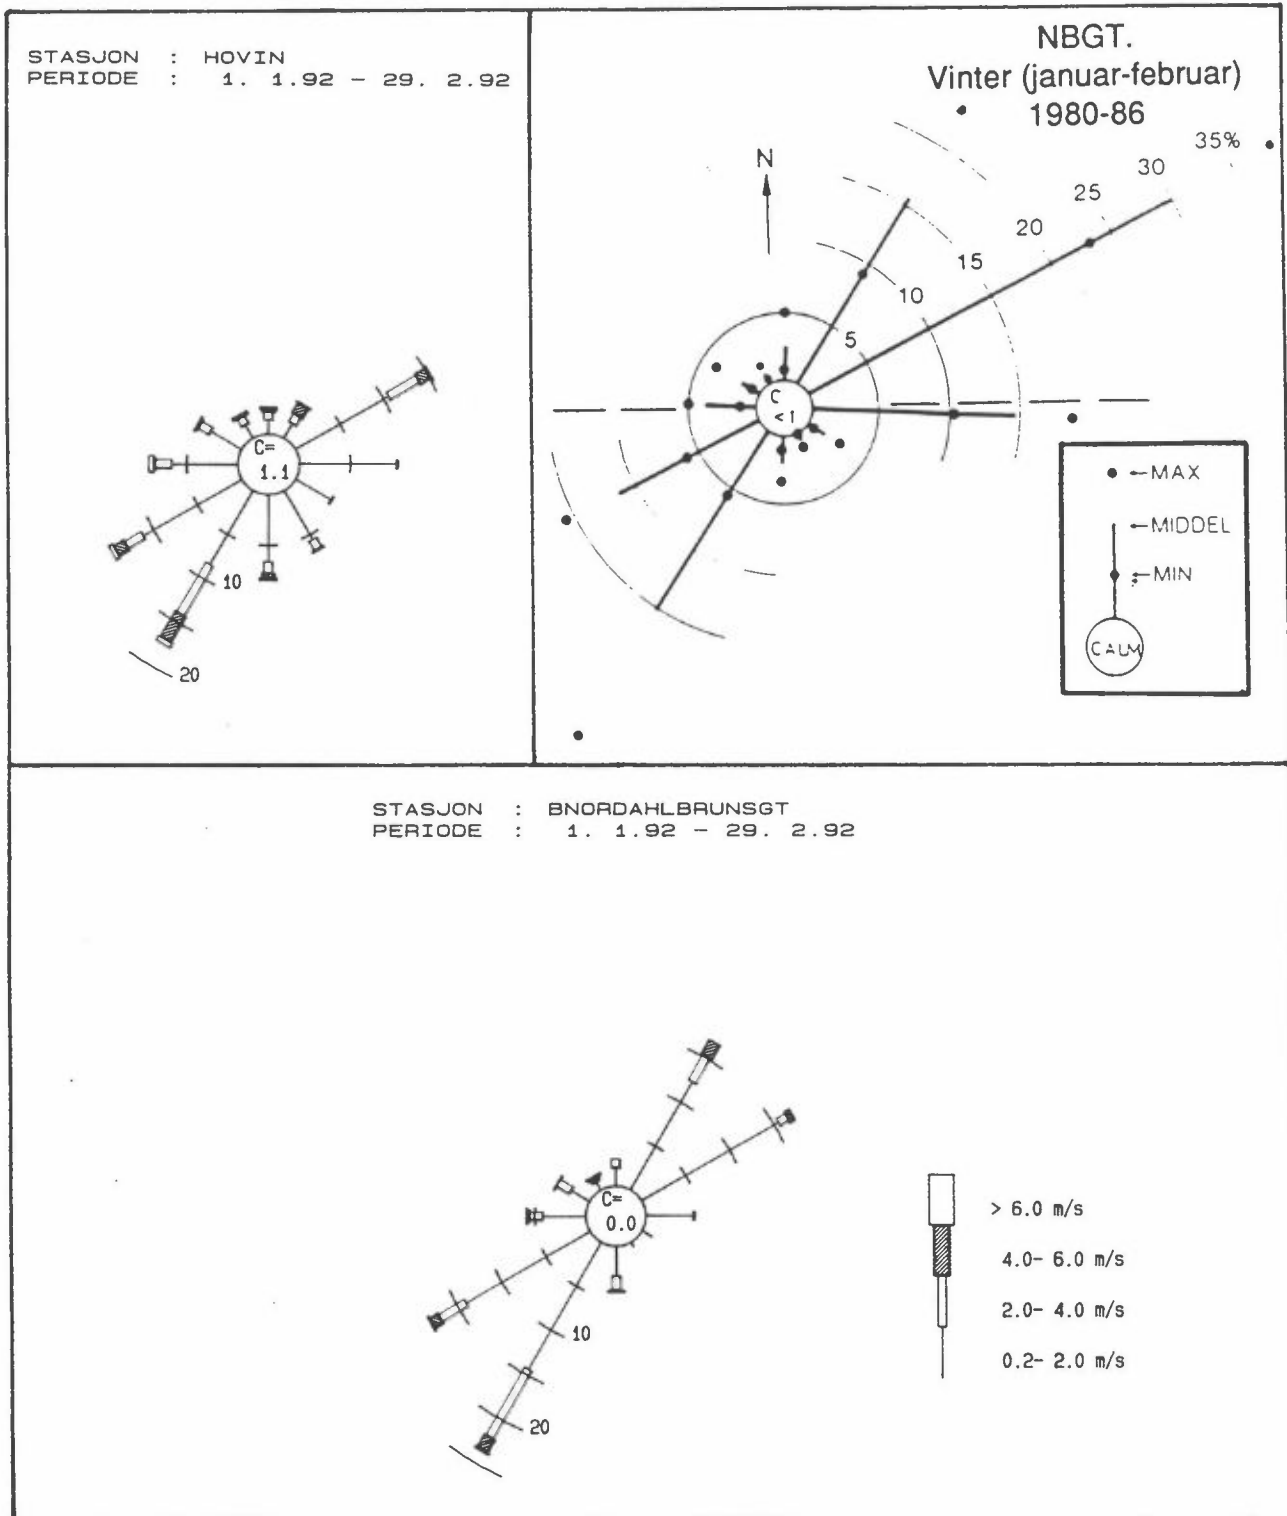 STASJON : HOVIN
PERIODE : 1. 1.92 - 29. 2.92
C=
1.1
10
20
NBGT.
Vinter (januar-februar)
1980-86
N
35%
30
25
20
15
10
5
C
<1
MAX
MIDDEL
MIN
CALM
STASJON : BNORDAHLBRUNSGT
PERIODE : 1. 1.92 - 29. 2.92
C=
0.0
10
20
> 6.0 m/s
4.0- 6.0 m/s
2.0- 4.0 m/s
0.2- 2.0 m/s